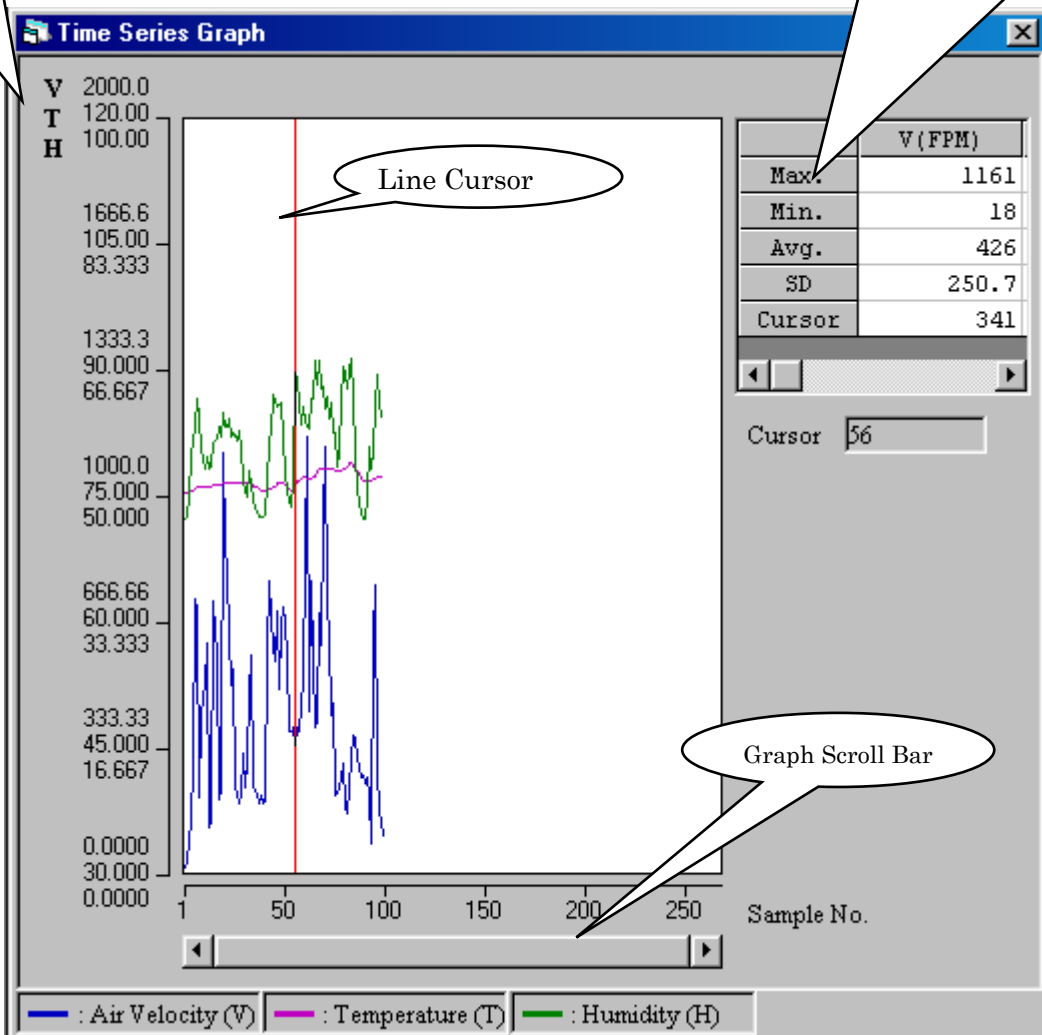 Time Series Graph
V 2000.0
T 120.00
H 100.00
1666.6
105.00
83.333
1333.3
90.000
66.667
1000.0
75.000
50.000
666.66
60.000
33.333
333.33
45.000
16.667
0.0000
30.000
0.0000
1 50 100 150 200 250
Sample No.
Line Cursor
V(FPM)
Max. 1161
Min. 18
Avg. 426
SD 250.7
Cursor 341
Cursor 56
Graph Scroll Bar
: Air Velocity (V) : Temperature (T) : Humidity (H)